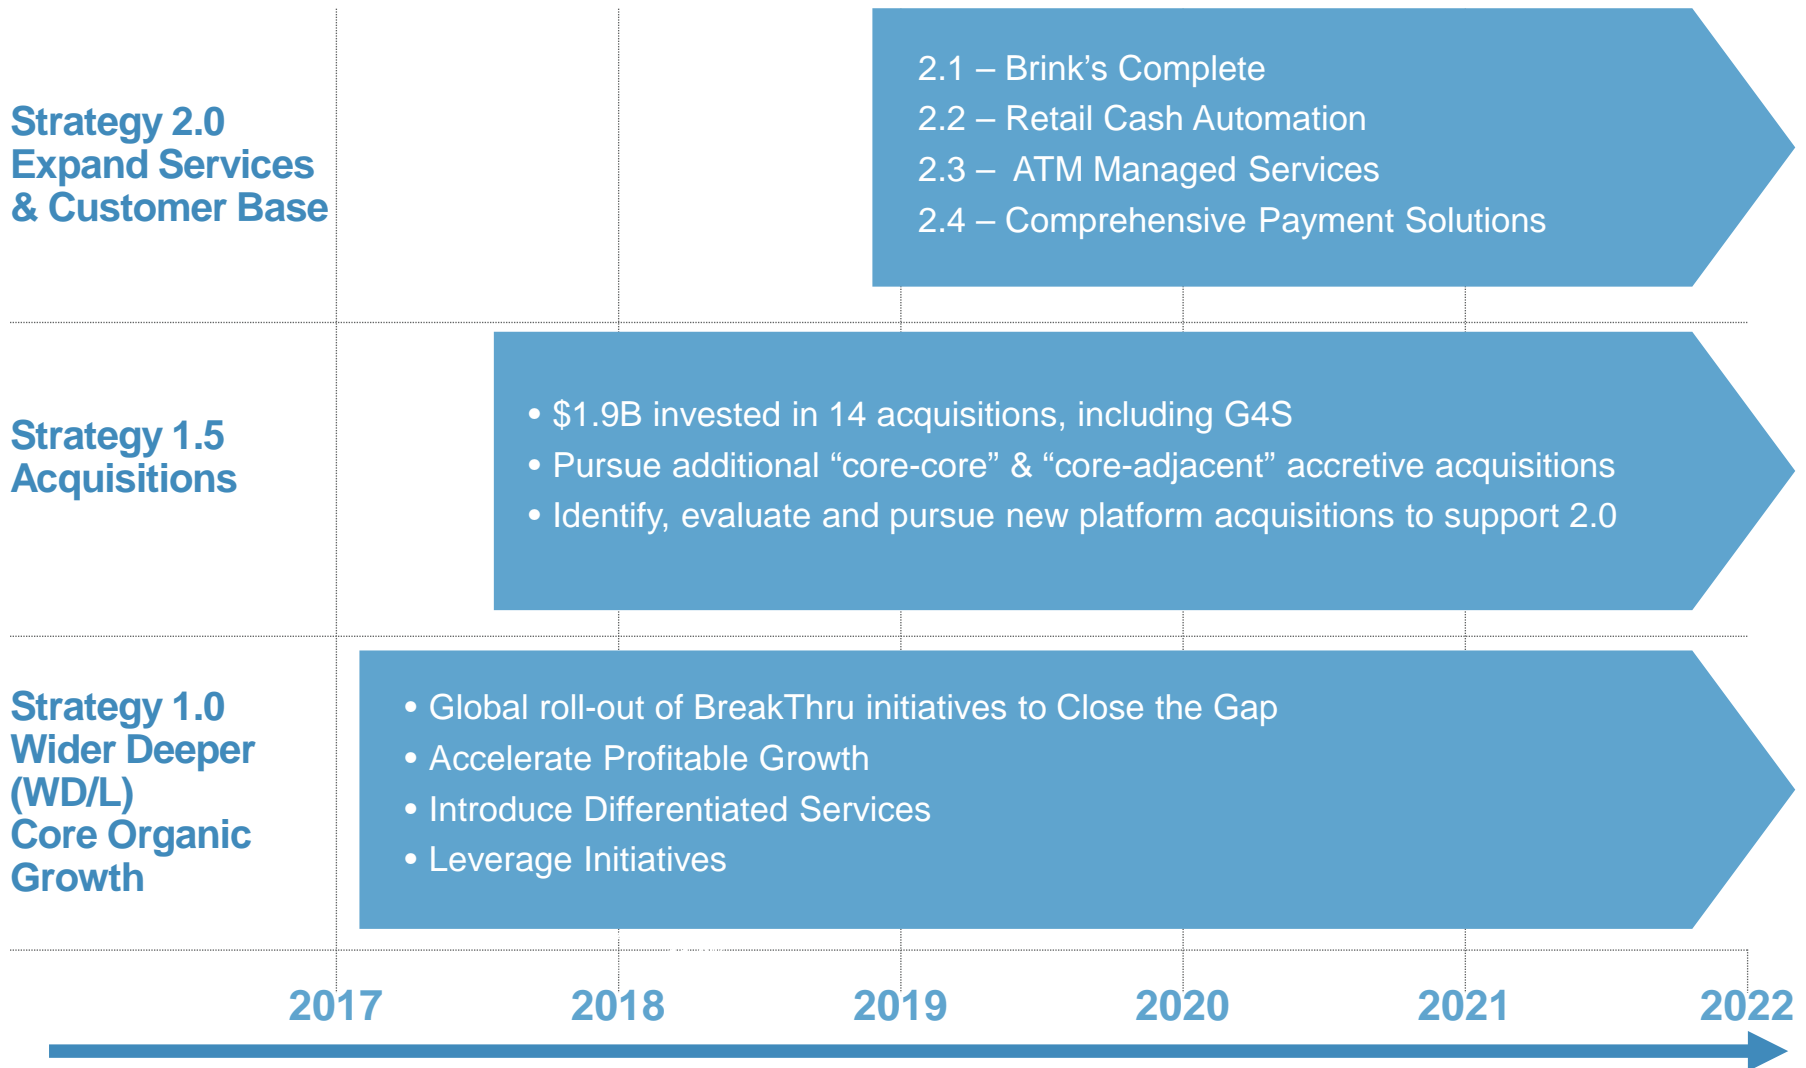 Strategy 2.0
Expand Services
& Customer Base
2.1 – Brink’s Complete
2.2 – Retail Cash Automation
2.3 – ATM Managed Services
2.4 – Comprehensive Payment Solutions
Strategy 1.5
Acquisitions
• $1.9B invested in 14 acquisitions, including G4S
• Pursue additional “core-core” & “core-adjacent” accretive acquisitions
• Identify, evaluate and pursue new platform acquisitions to support 2.0
Strategy 1.0
Wider Deeper
(WD/L)
Core Organic
Growth
• Global roll-out of BreakThru initiatives to Close the Gap
• Accelerate Profitable Growth
• Introduce Differentiated Services
• Leverage Initiatives
2017 2018 2019 2020 2021 2022